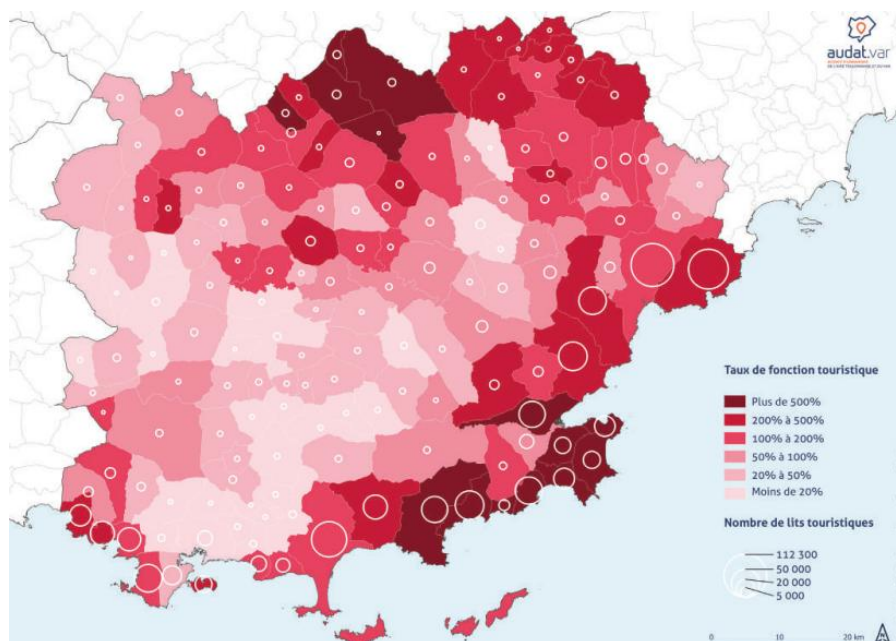 audat.var
Taux de fonction touristique
Plus de 500%
200% à 500%
100% à 200%
50% à 100%
20% à 50%
Moins de 20%
Nombre de lits touristiques
112 300
50 000
20 000
5 000
0 10 20 km